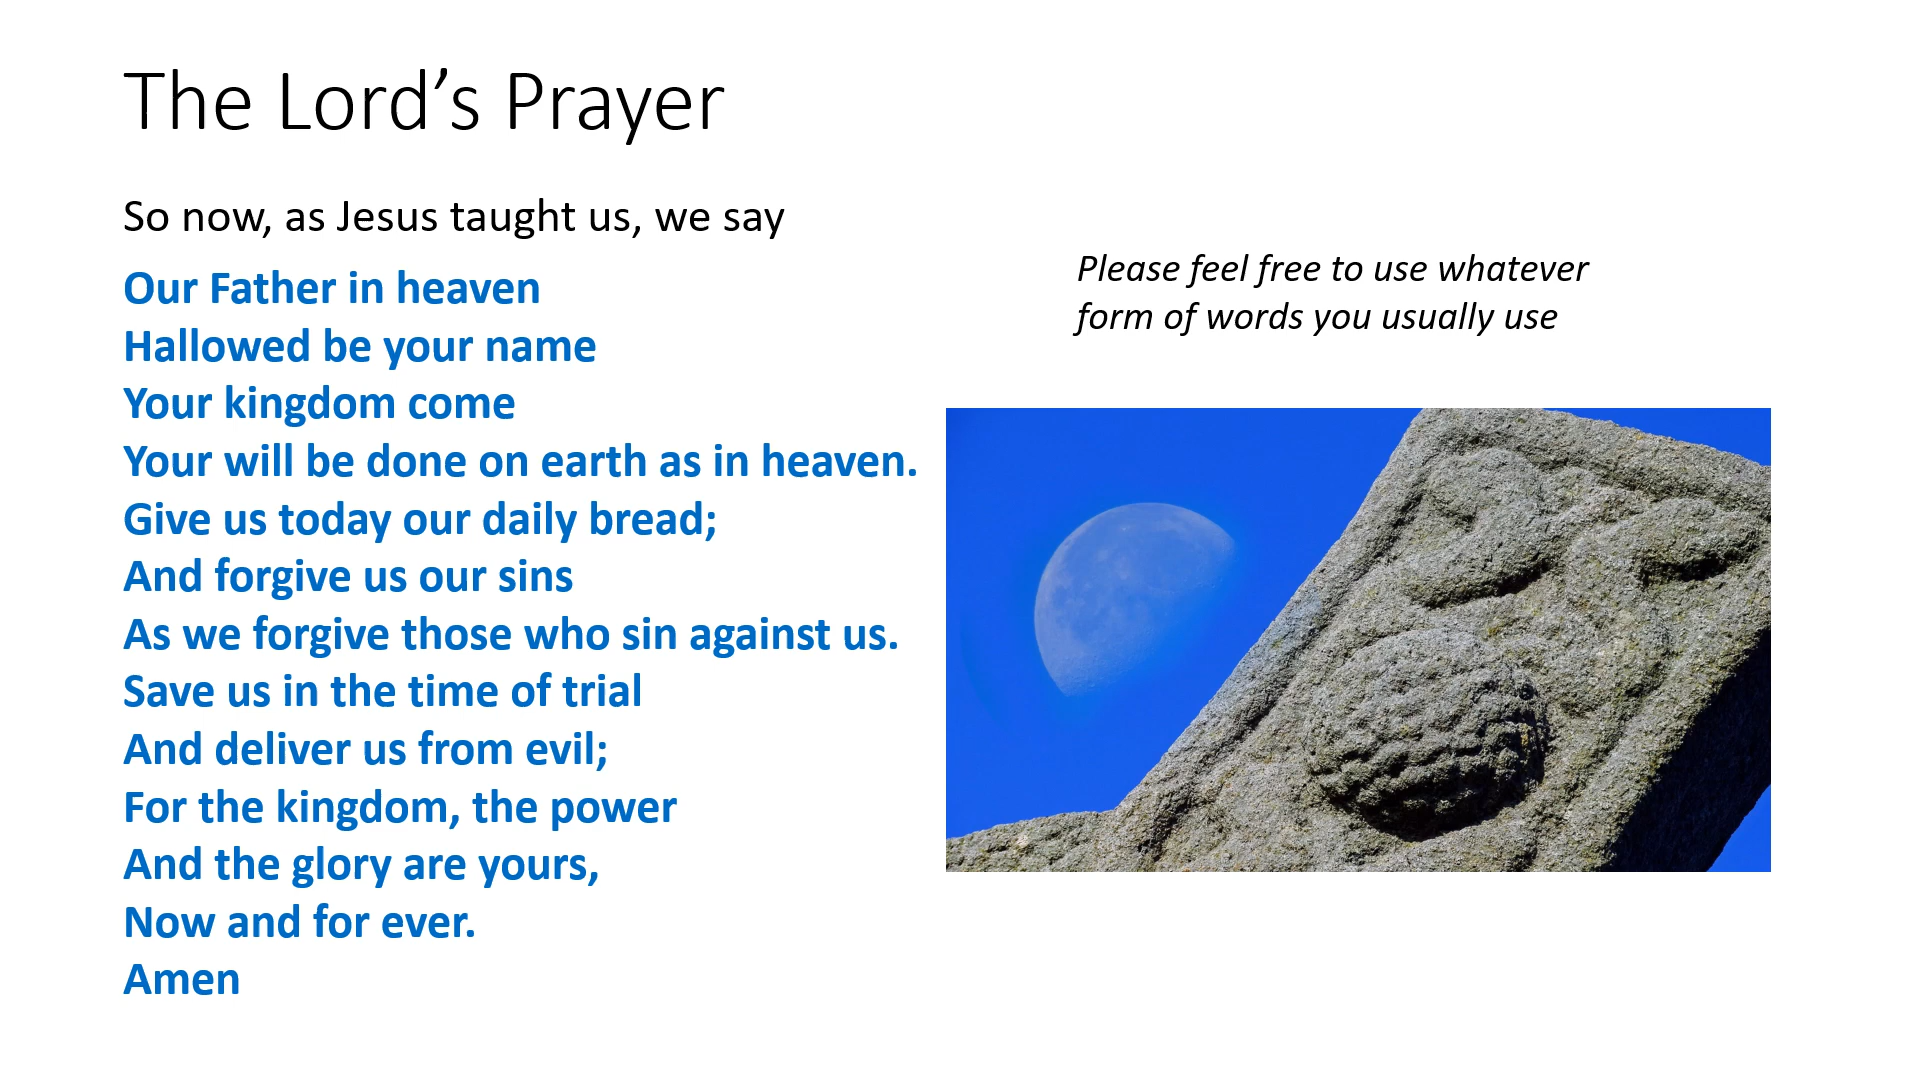 The Lord’s Prayer
So now, as Jesus taught us, we say
Our Father in heaven
Hallowed be your name
Your kingdom come
Your will be done on earth as in heaven.
Give us today our daily bread;
And forgive us our sins
As we forgive those who sin against us.
Save us in the time of trial
And deliver us from evil;
For the kingdom, the power
And the glory are yours,
Now and for ever.
Amen
Please feel free to use whatever
form of words you usually use